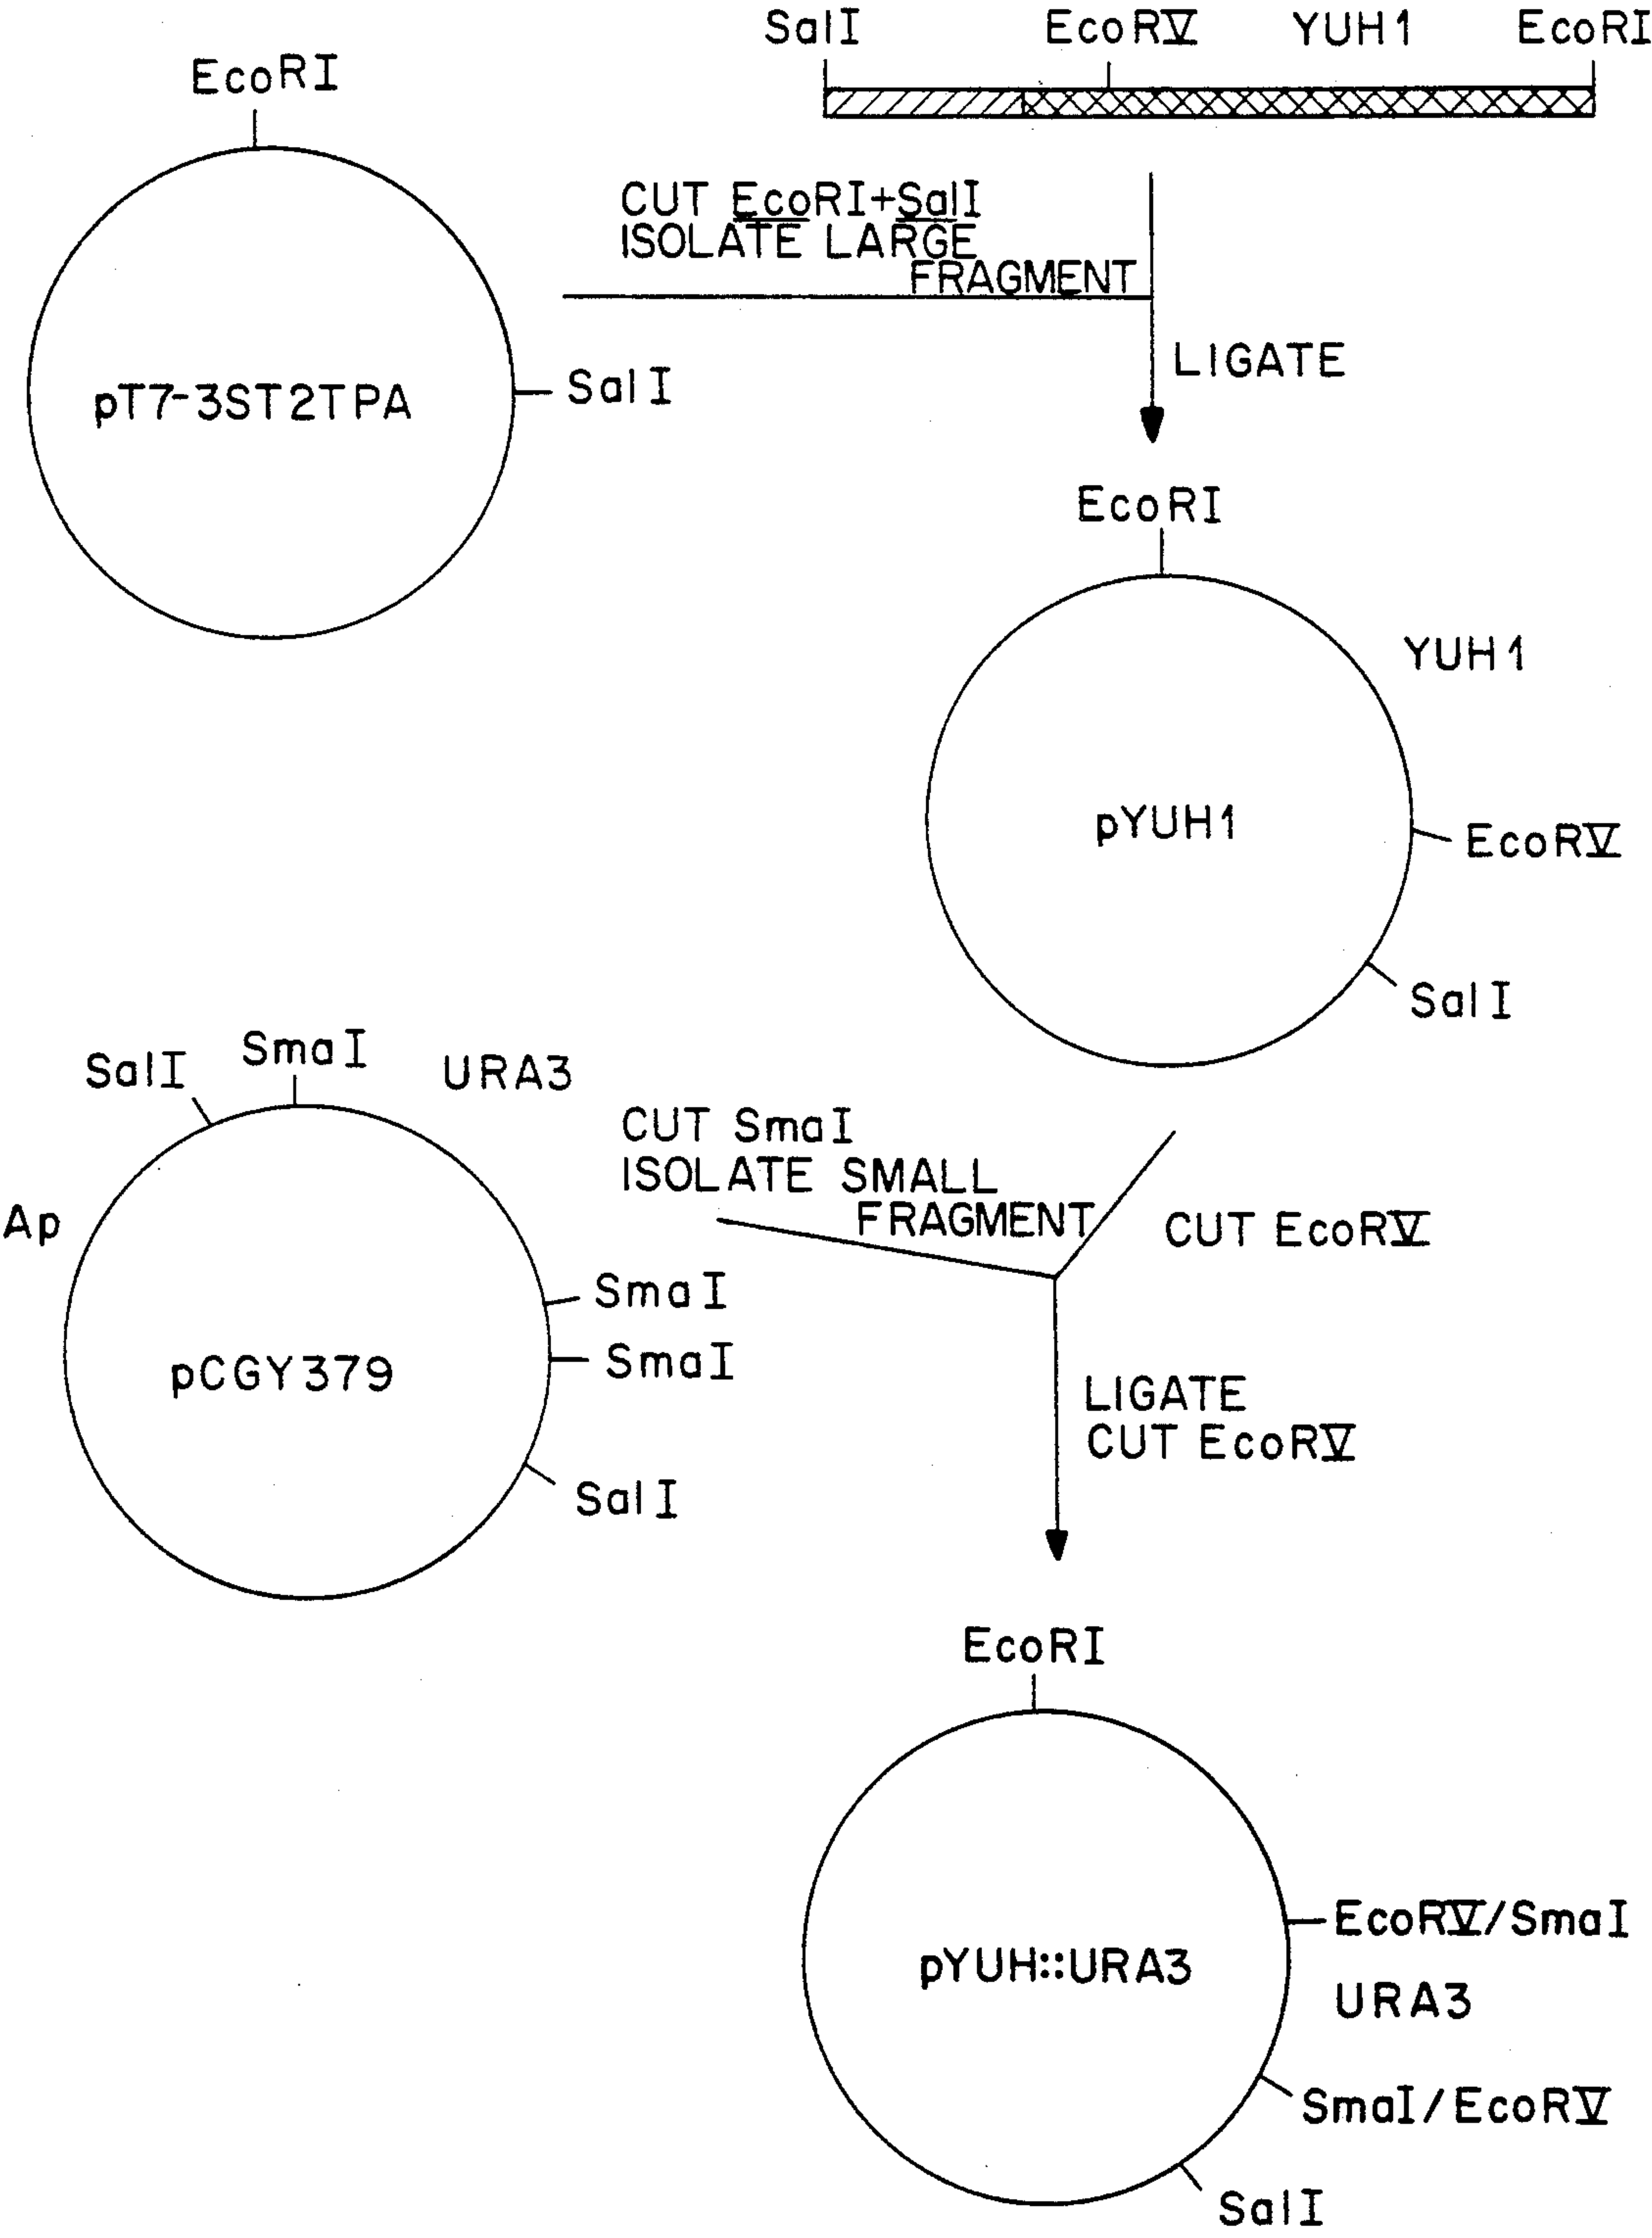 SalI EcoRV YUH1 EcoRI
EcoRI
CUT EcoRI+SalI
ISOLATE LARGE
FRAGMENT
LIGATE
pT7-3ST2TPA
SalI
EcoRI
YUH1
pYUH1
EcoRV
SalI
SalI SmaI URA3
Ap
SmaI
SmaI
pCGY379
SalI
CUT SmaI
ISOLATE SMALL
FRAGMENT
CUT EcoRV
LIGATE
CUT EcoRV
EcoRI
EcoRV/SmaI
pYUH::URA3
URA3
SmaI/EcoRV
SalI